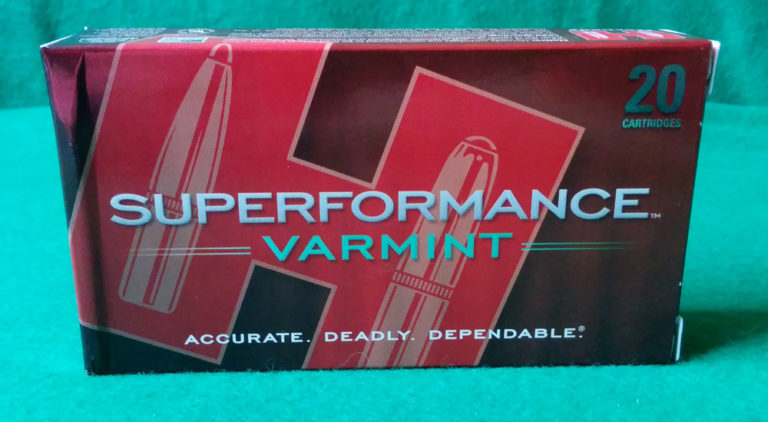 20
CARTRIDGES
SUPERFORMANCE™
VARMINT
ACCURATE. DEADLY. DEPENDABLE.®